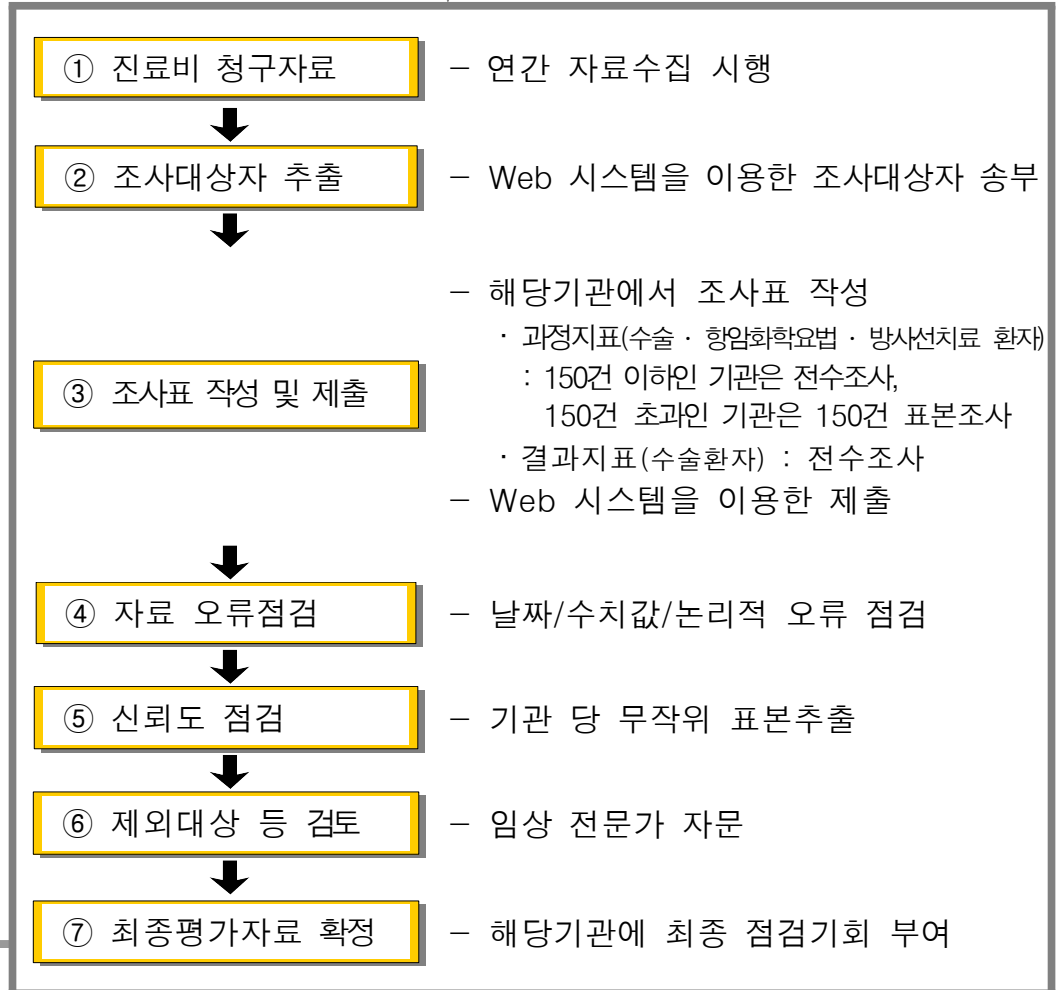 ① 진료비 청구자료 – 연간 자료수집 시행
② 조사대상자 추출 – Web 시스템을 이용한 조사대상자 송부
– 해당기관에서 조사표 작성
· 과정지표(수술 · 항암화학요법 · 방사선치료 환자)
: 150건 이하인 기관은 전수조사,
150건 초과인 기관은 150건 표본조사
③ 조사표 작성 및 제출
· 결과지표(수술환자) : 전수조사
– Web 시스템을 이용한 제출
④ 자료 오류점검 – 날짜/수치값/논리적 오류 점검
⑤ 신뢰도 점검 – 기관 당 무작위 표본추출
⑥ 제외대상 등 검토 – 임상 전문가 자문
⑦ 최종평가자료 확정 – 해당기관에 최종 점검기회 부여